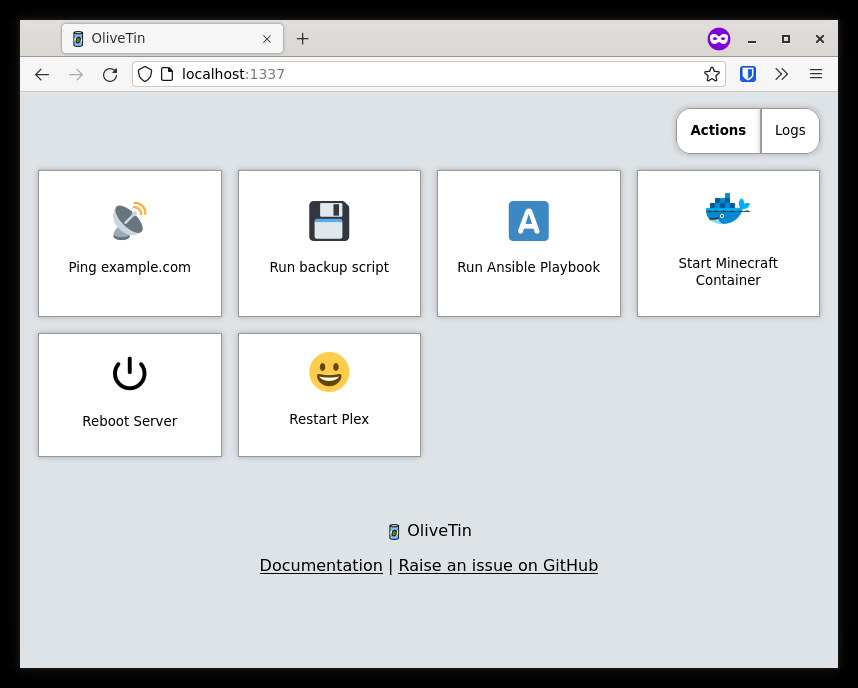 OliveTin
localhost:1337
Actions Logs
Ping example.com
Run backup script
A
Run Ansible Playbook
Start Minecraft
Container
Reboot Server
Restart Plex
OliveTin
Documentation | Raise an issue on GitHub